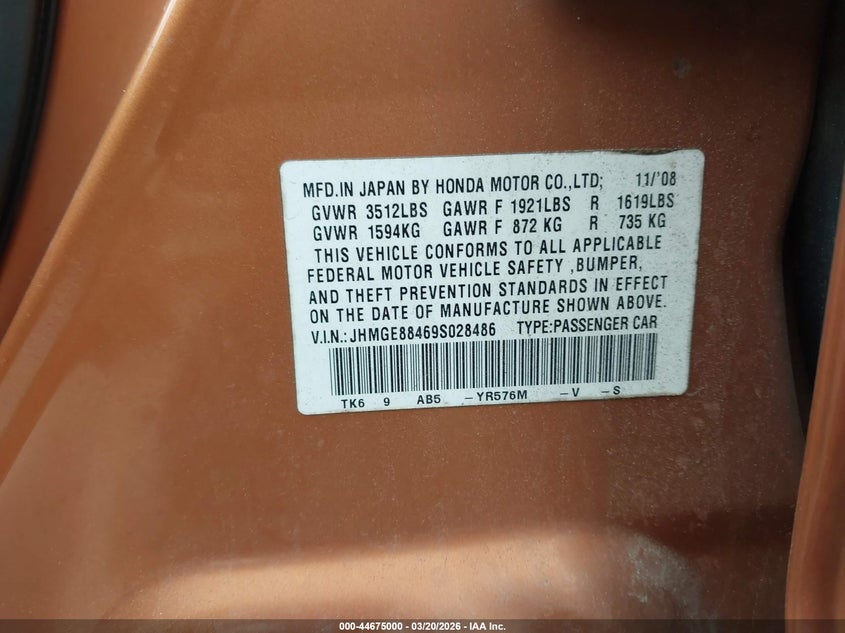 MFD.IN JAPAN BY HONDA MOTOR CO.,LTD; 11/'08
GVWR 3512LBS GAWR F 1921LBS R 1619LBS
GVWR 1594KG GAWR F 872 KG R 735 KG
THIS VEHICLE CONFORMS TO ALL APPLICABLE
FEDERAL MOTOR VEHICLE SAFETY ,BUMPER,
AND THEFT PREVENTION STANDARDS IN EFFECT
ON THE DATE OF MANUFACTURE SHOWN ABOVE.
V.I.N.:JHMGE88469S028486 TYPE:PASSENGER CAR
TK6 9 AB5 -YR576M -V -S
000-44675000 - 03/20/2026 - IAA Inc.